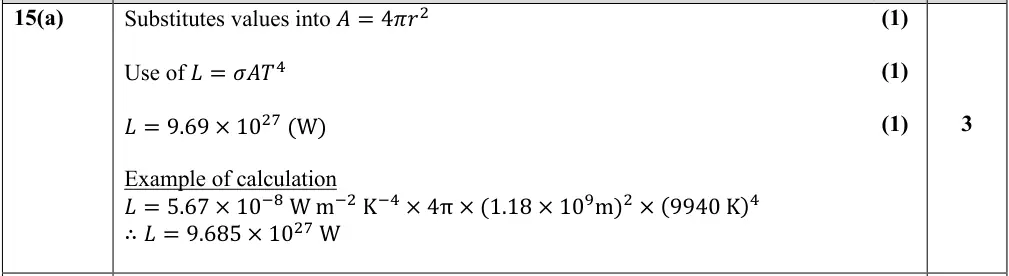 15(a) Substitutes values into A = 4πr² (1)
Use of L = σAT⁴ (1)
L = 9.69 × 10²⁷ (W) (1) 3
Example of calculation
L = 5.67 × 10⁻⁸ W m⁻² K⁻⁴ × 4π × (1.18 × 10⁹m)² × (9940 K)⁴
∴ L = 9.685 × 10²⁷ W